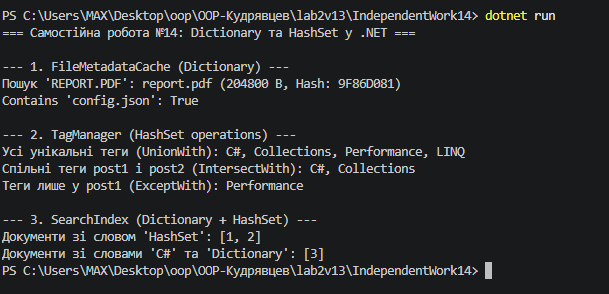 PS C:\Users\MAX\Desktop\oop\OOP-Кудрявцев\lab2v13\IndependentWork14> dotnet run
=== Самостійна робота №14: Dictionary та HashSet у .NET ===
--- 1. FileMetadataCache (Dictionary) ---
Пошук 'REPORT.PDF': report.pdf (204800 B, Hash: 9F86D081)
Contains 'config.json': True
--- 2. TagManager (HashSet operations) ---
Усі унікальні теги (UnionWith): C#, Collections, Performance, LINQ
Спільні теги post1 і post2 (IntersectWith): C#, Collections
Теги лише у post1 (ExceptWith): Performance
--- 3. SearchIndex (Dictionary + HashSet) ---
Документи зі словом 'HashSet': [1, 2]
Документи зі словами 'C#' та 'Dictionary': [3]
PS C:\Users\MAX\Desktop\oop\OOP-Кудрявцев\lab2v13\IndependentWork14>